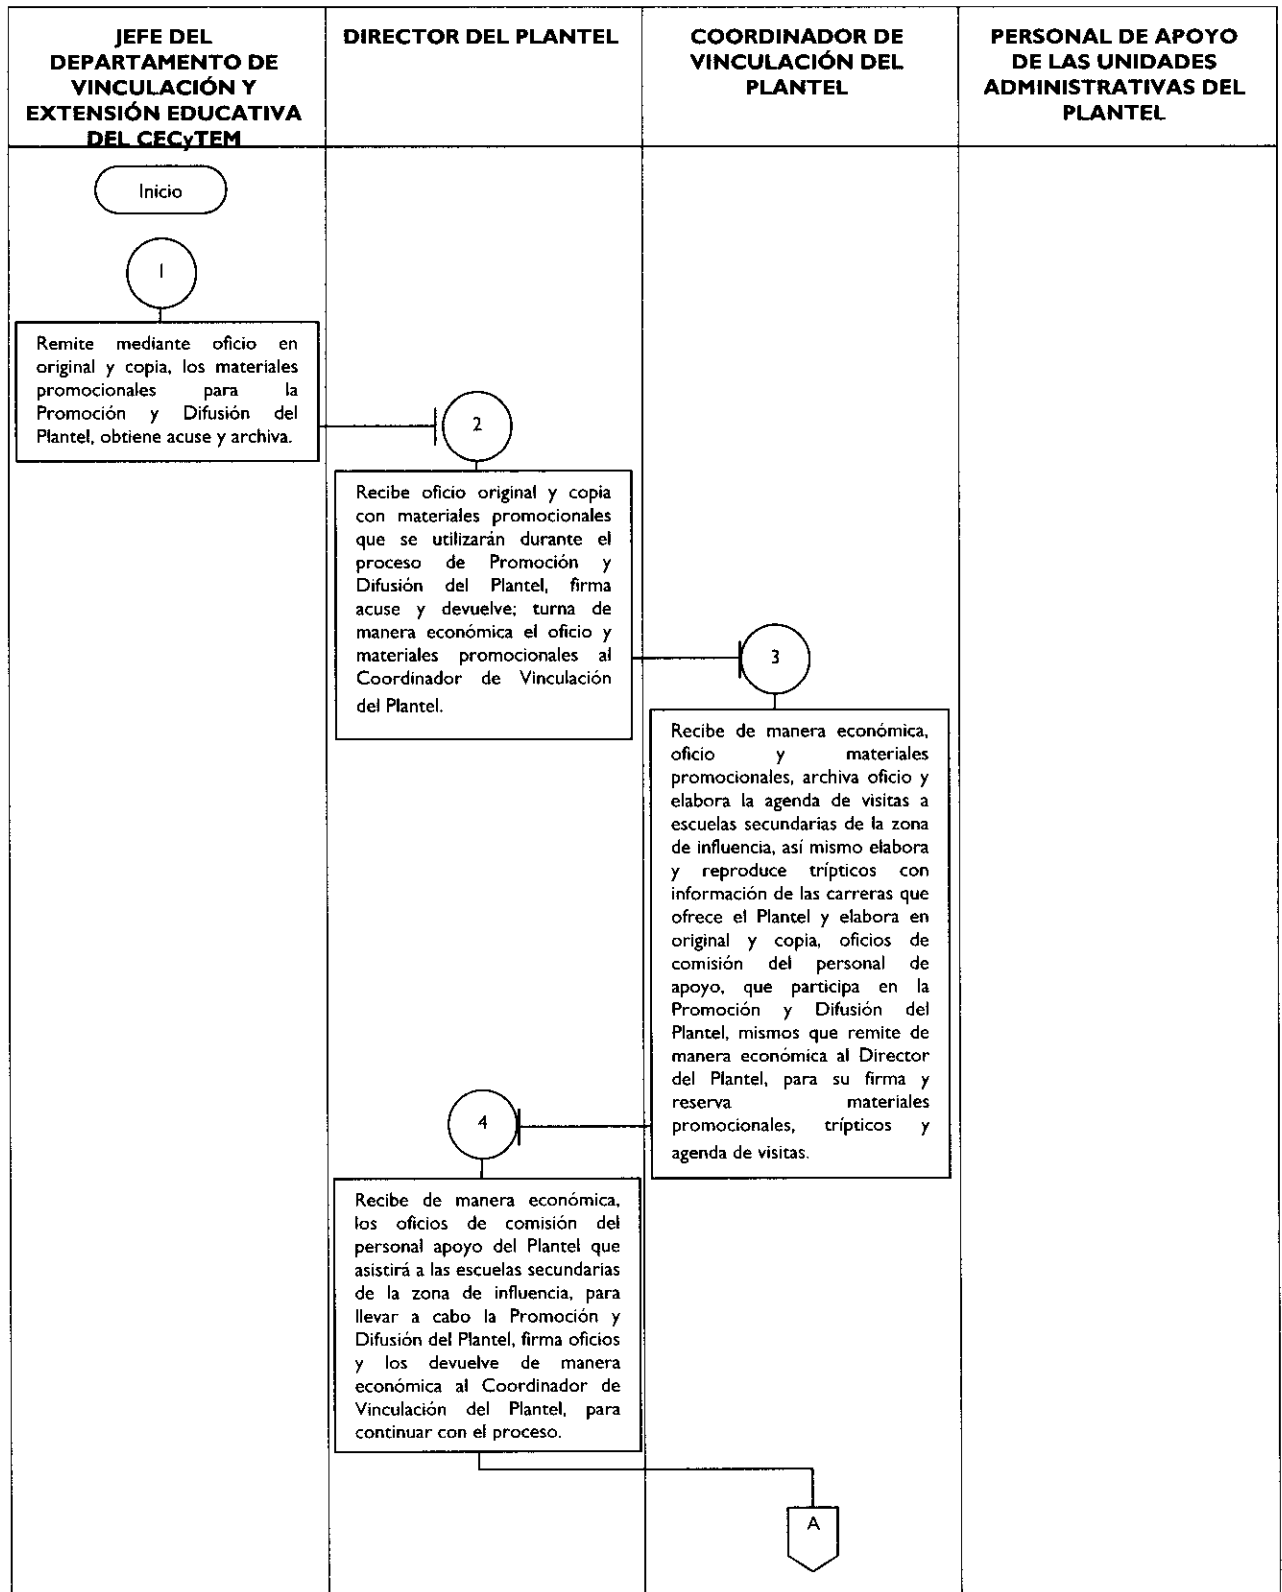 JEFE DEL
DEPARTAMENTO DE
VINCULACIÓN Y
EXTENSIÓN EDUCATIVA
DEL CECyTEM
DIRECTOR DEL PLANTEL
COORDINADOR DE
VINCULACIÓN DEL
PLANTEL
PERSONAL DE APOYO
DE LAS UNIDADES
ADMINISTRATIVAS DEL
PLANTEL
Inicio
1
Remite mediante oficio en
original y copia, los materiales
promocionales para la
Promoción y Difusión del
Plantel, obtiene acuse y archiva.
2
Recibe oficio original y copia
con materiales promocionales
que se utilizarán durante el
proceso de Promoción y
Difusión del Plantel, firma
acuse y devuelve; turna de
manera económica el oficio y
materiales promocionales al
Coordinador de Vinculación
del Plantel.
3
Recibe de manera económica,
oficio y materiales
promocionales, archiva oficio y
elabora la agenda de visitas a
escuelas secundarias de la zona
de influencia, así mismo elabora
y reproduce trípticos con
información de las carreras que
ofrece el Plantel y elabora en
original y copia, oficios de
comisión del personal de
apoyo, que participa en la
Promoción y Difusión del
Plantel, mismos que remite de
manera económica al Director
del Plantel, para su firma y
reserva materiales
promocionales, trípticos y
agenda de visitas.
4
Recibe de manera económica,
los oficios de comisión del
personal apoyo del Plantel que
asistirá a las escuelas secundarias
de la zona de influencia, para
llevar a cabo la Promoción y
Difusión del Plantel, firma oficios
y los devuelve de manera
económica al Coordinador de
Vinculación del Plantel, para
continuar con el proceso.
A